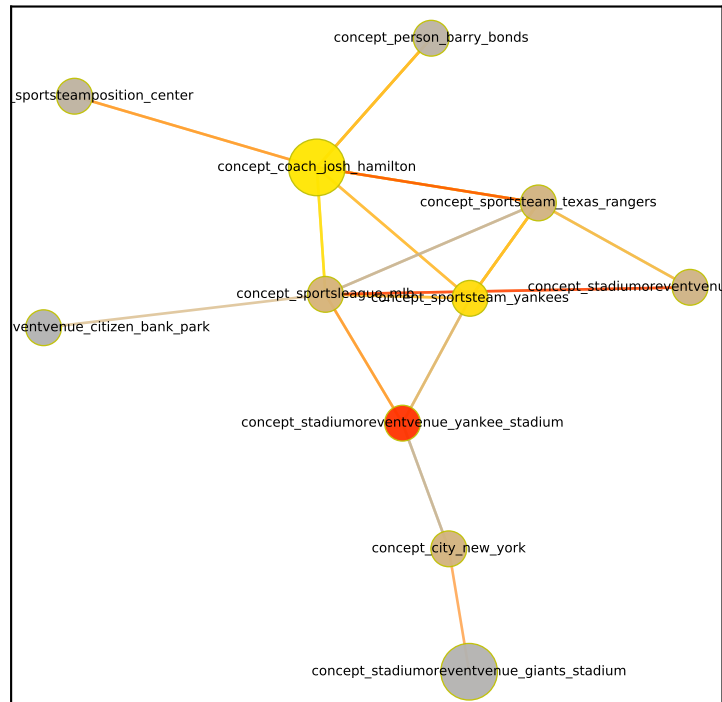 concept_person_barry_bonds
_sportsteamposition_center
concept_coach_josh_hamilton
concept_sportsteam_texas_rangers
concept_stadiumoreventvenu
concept_sportsleague_mlb
concept_sportsteam_yankees
eventvenue_citizen_bank_park
concept_stadiumoreventvenue_yankee_stadium
concept_city_new_york
concept_stadiumoreventvenue_giants_stadium